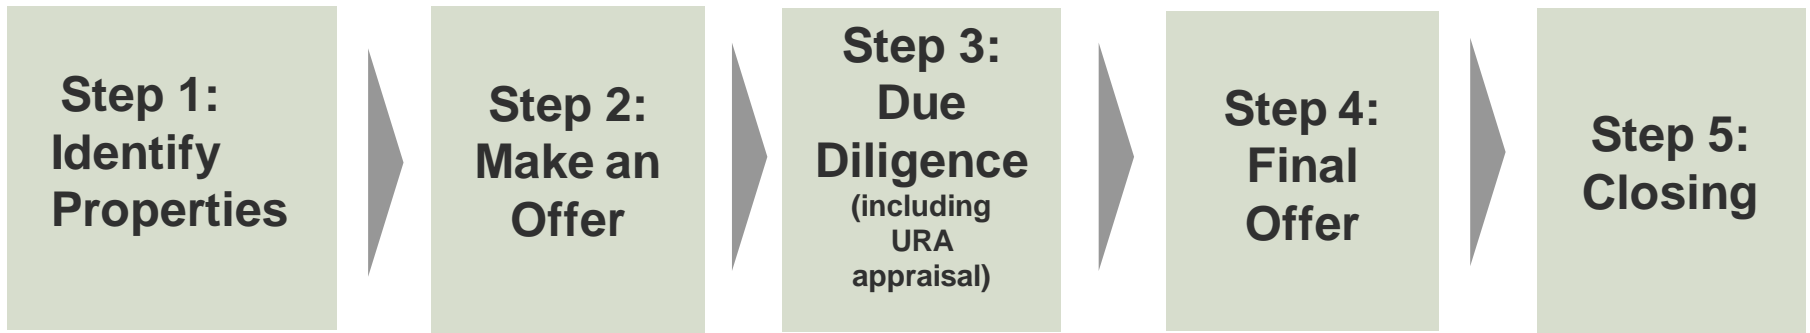 Step 1:
Identify
Properties
Step 2:
Make an
Offer
Step 3:
Due
Diligence
(including
URA
appraisal)
Step 4:
Final
Offer
Step 5:
Closing